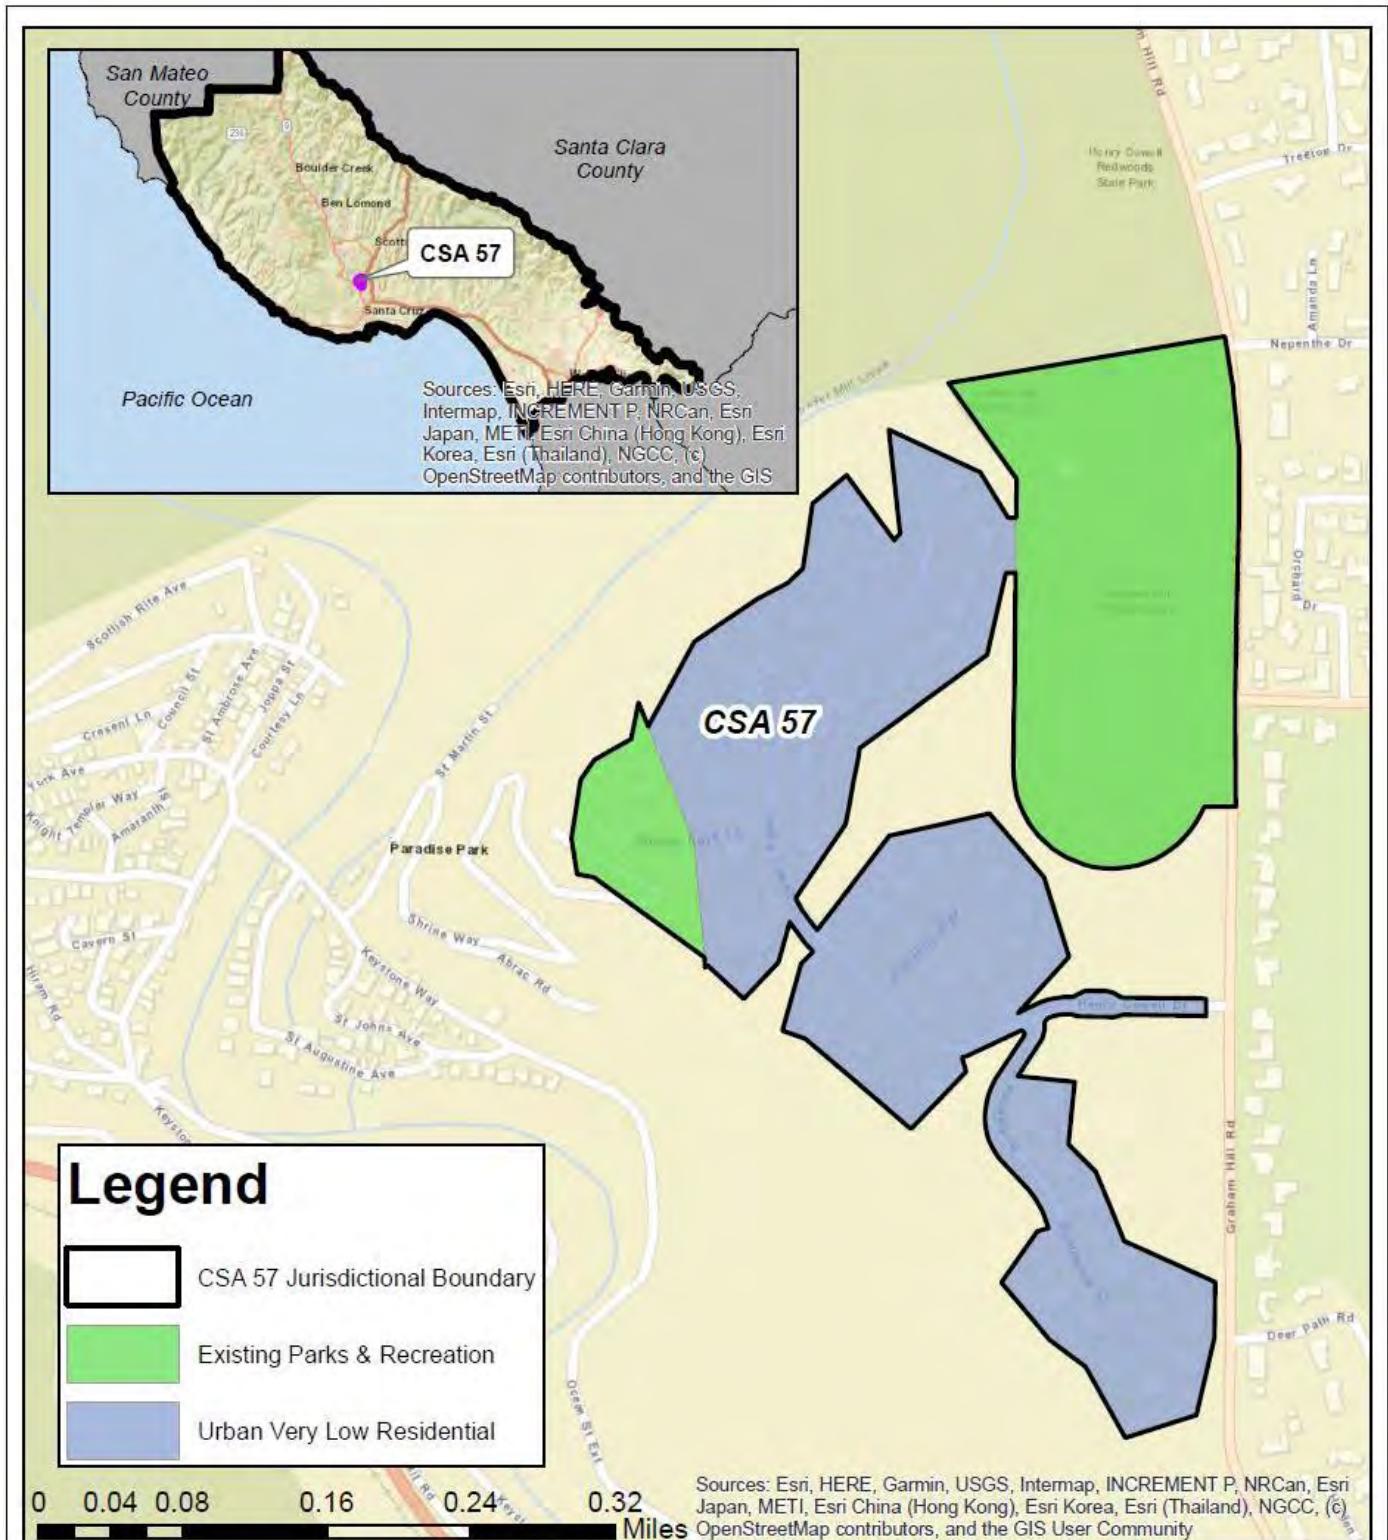 San Mateo
County
Santa Clara
County
236
9
Boulder Creek
Ben Lomond
Scott
CSA 57
Santa Cruz
Pacific Ocean
Sources: Esri, HERE, Garmin, USGS,
Intermap, INCREMENT P, NRCan, Esri
Japan, METI, Esri China (Hong Kong), Esri
Korea, Esri (Thailand), NGCC, (c)
OpenStreetMap contributors, and the GIS
Hill Rd
Henry Cowell
Redwoods
State Park
Treetop Dr
Amanda Ln
Nepenthe Dr
Orchard
Dr
Scottish Rite Ave
Council St
St Ambrose Ave
Joppa St
Courtesy Ln
Cresent Ln
York Ave
Knight Templar Way
Amaranth St
St Martin St
CSA 57
Paradise Park
Shrine Way
Abrac Rd
Cavern St
Hiram Rd
Keystone Way
St Johns Ave
St Augustine Ave
Henry Cowell Dr
Graham Hill Rd
Deer Path Rd
Ocean St Ext
Legend
CSA 57 Jurisdictional Boundary
Existing Parks & Recreation
Urban Very Low Residential
0 0.04 0.08 0.16 0.24 0.32
Miles
Sources: Esri, HERE, Garmin, USGS, Intermap, INCREMENT P, NRCan, Esri
Japan, METI, Esri China (Hong Kong), Esri Korea, Esri (Thailand), NGCC, (c)
OpenStreetMap contributors, and the GIS User Community